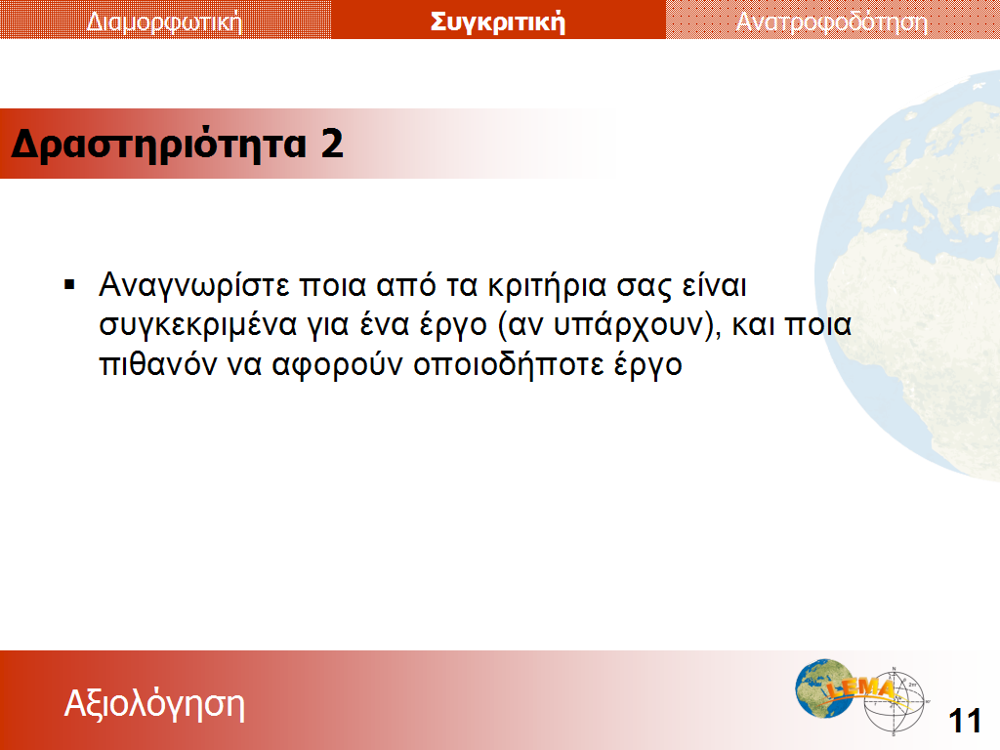 Διαμορφωτική Συγκριτική Ανατροφοδότηση
Δραστηριότητα 2
▪ Αναγνωρίστε ποια από τα κριτήρια σας είναι
συγκεκριμένα για ένα έργο (αν υπάρχουν), και ποια
πιθανόν να αφορούν οποιοδήποτε έργο
Αξιολόγηση
LEMA
11